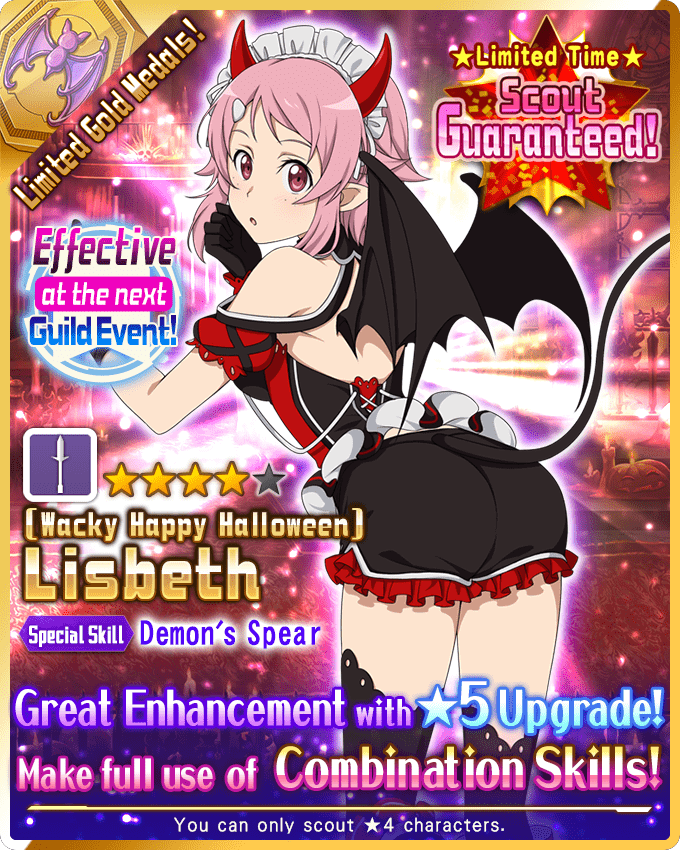 Limited Gold Medals!
★Limited Time★
Scout
Guaranteed!
Effective
at the next
Guild Event!
★★★★★
(Wacky Happy Halloween)
Lisbeth
Special Skill Demon's Spear
Great Enhancement with ★5 Upgrade!
Make full use of Combination Skills!
You can only scout ★4 characters.